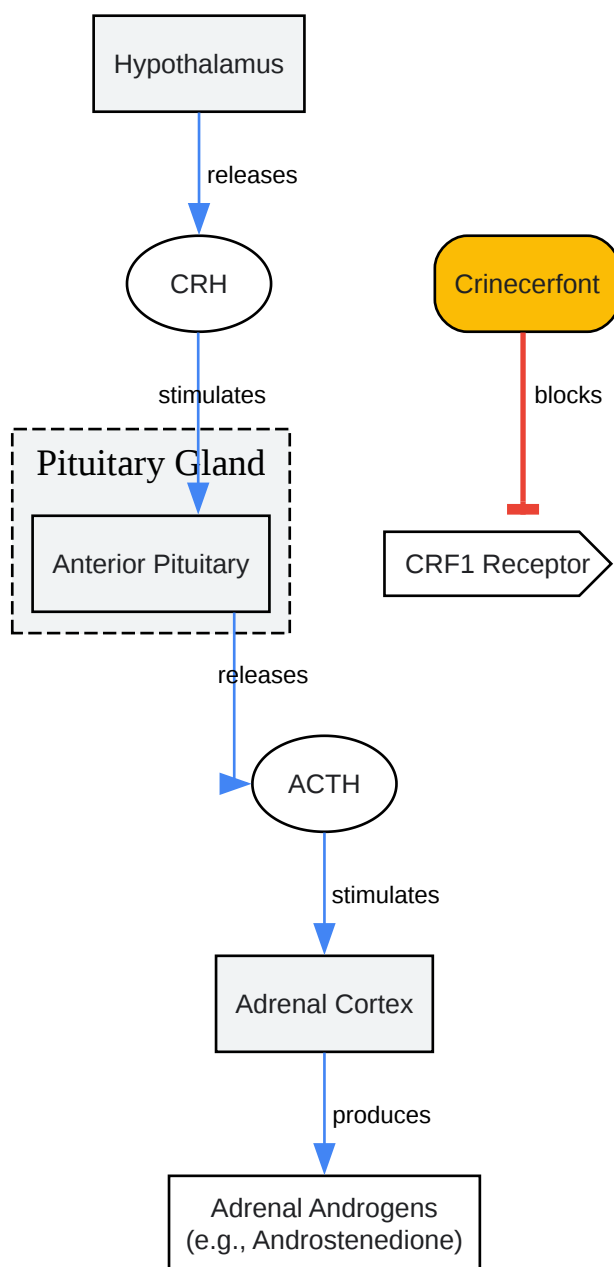 Hypothalamus
releases
CRH
Crinecerfont
stimulates
blocks
Pituitary Gland
Anterior Pituitary
CRF1 Receptor
releases
ACTH
stimulates
Adrenal Cortex
produces
Adrenal Androgens
(e.g., Androstenedione)